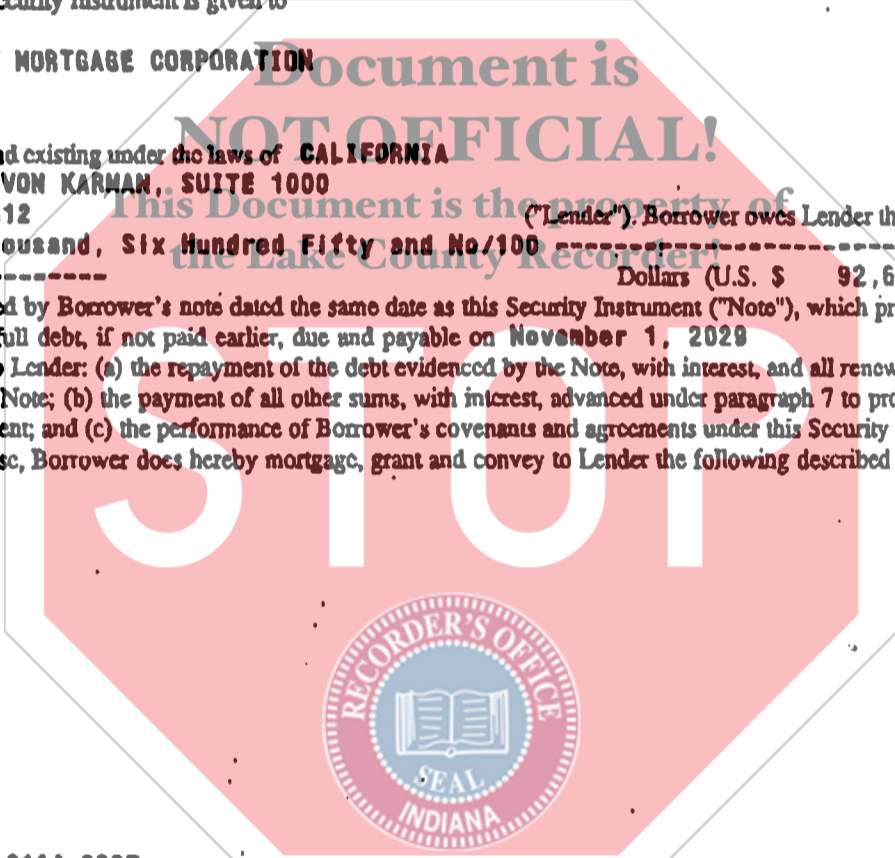 Security Instrument is given to
MORTGAGE CORPORATION
Document is
NOT OFFICIAL!
d existing under the laws of CALIFORNIA
VON KARMAN, SUITE 1000
This Document is the property of
12 ("Lender"). Borrower owes Lender th
ousand, Six Hundred Fifty and No/100 ----------------------
the Lake County Recorder!
-------- Dollars (U.S. $ 92,6
d by Borrower's note dated the same date as this Security Instrument ("Note"), which pr
full debt, if not paid earlier, due and payable on November 1, 2029
Lender: (a) the repayment of the debt evidenced by the Note, with interest, and all renew
Note; (b) the payment of all other sums, with interest, advanced under paragraph 7 to pro
ent; and (c) the performance of Borrower's covenants and agreements under this Security
se, Borrower does hereby mortgage, grant and convey to Lender the following described
STOP
RECORDER'S OFFICE
SEAL
INDIANA